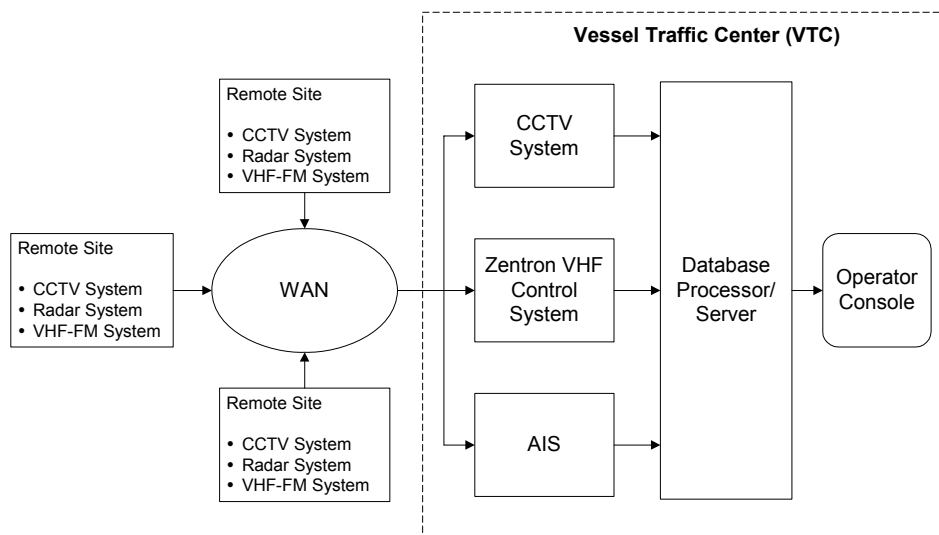 Vessel Traffic Center (VTC)
Remote Site
• CCTV System
• Radar System
• VHF-FM System
Remote Site
• CCTV System
• Radar System
• VHF-FM System
WAN
Remote Site
• CCTV System
• Radar System
• VHF-FM System
CCTV
System
Zentron VHF
Control
System
AIS
Database
Processor/
Server
Operator
Console